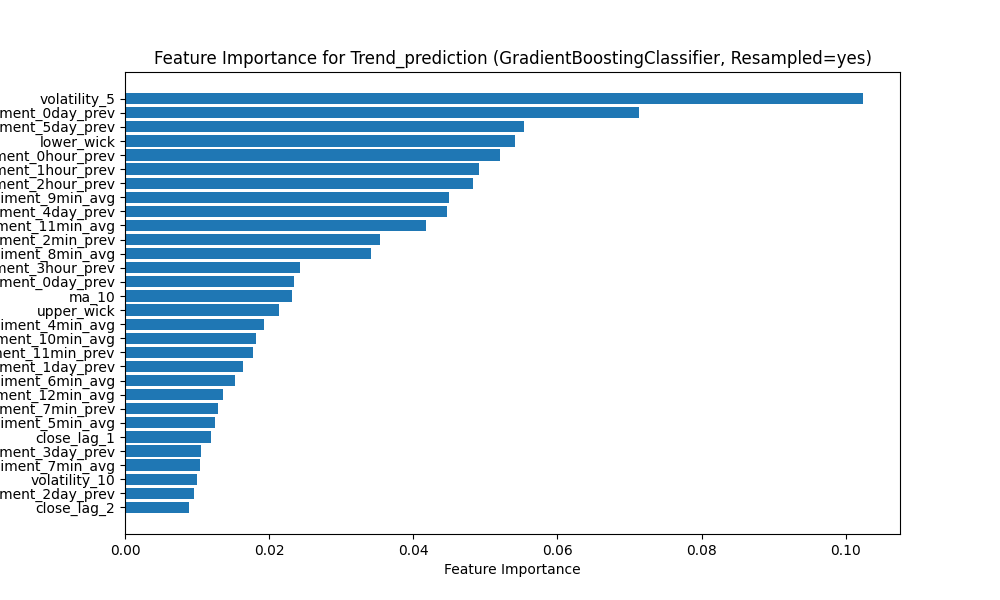 Feature Importance for Trend_prediction (GradientBoostingClassifier, Resampled=yes)
volatility_5
ment_0day_prev
ment_5day_prev
lower_wick
ment_0hour_prev
ment_1hour_prev
ment_2hour_prev
iment_9min_avg
ment_4day_prev
ment_11min_avg
ment_2min_prev
iment_8min_avg
ment_3hour_prev
ment_0day_prev
ma_10
upper_wick
iment_4min_avg
ment_10min_avg
ment_11min_prev
ment_1day_prev
iment_6min_avg
ment_12min_avg
ment_7min_prev
iment_5min_avg
close_lag_1
ment_3day_prev
iment_7min_avg
volatility_10
ment_2day_prev
close_lag_2
0.00 0.02 0.04 0.06 0.08 0.10
Feature Importance